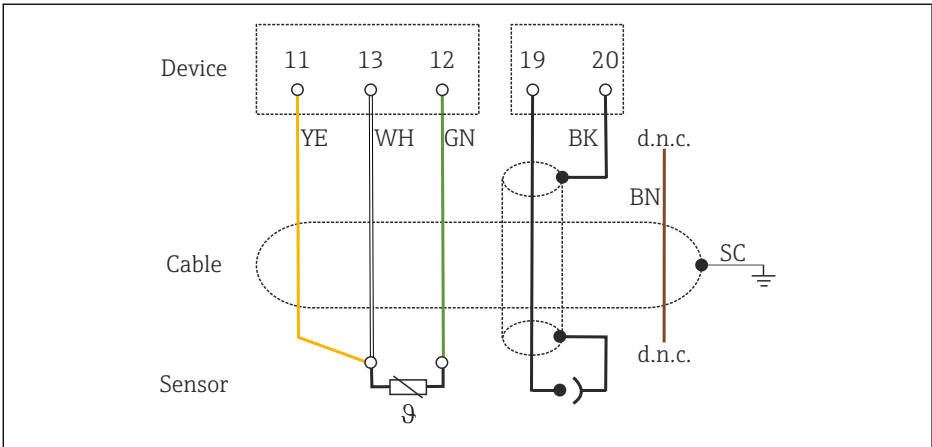 11 13 12 19 20
Device
YE WH GN BK d.n.c.
BN
SC
Cable
d.n.c.
Sensor
ϑ